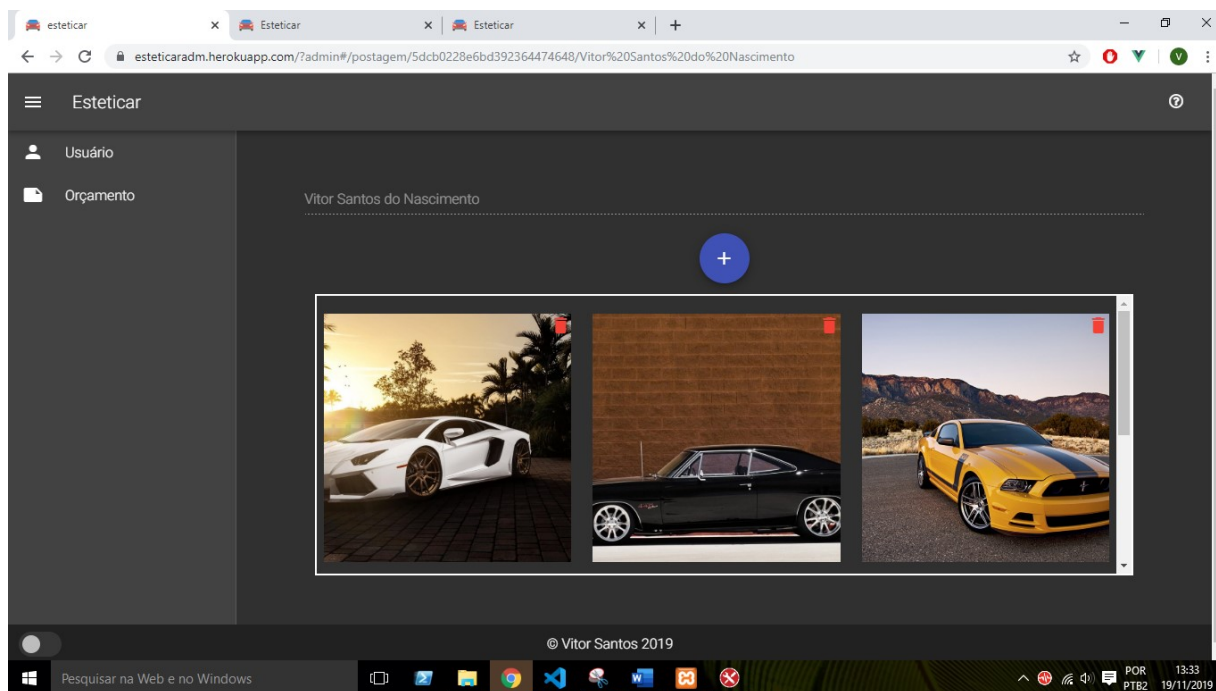 esteticar
Esteticar
Esteticar
esteticaradm.herokuapp.com/?admin#/postagem/5dcb0228e6bd392364474648/Vitor%20Santos%20do%20Nascimento
V
Esteticar
Usuário
Orçamento
Vitor Santos do Nascimento
+
© Vitor Santos 2019
Pesquisar na Web e no Windows
POR
PTB2
13:33
19/11/2019